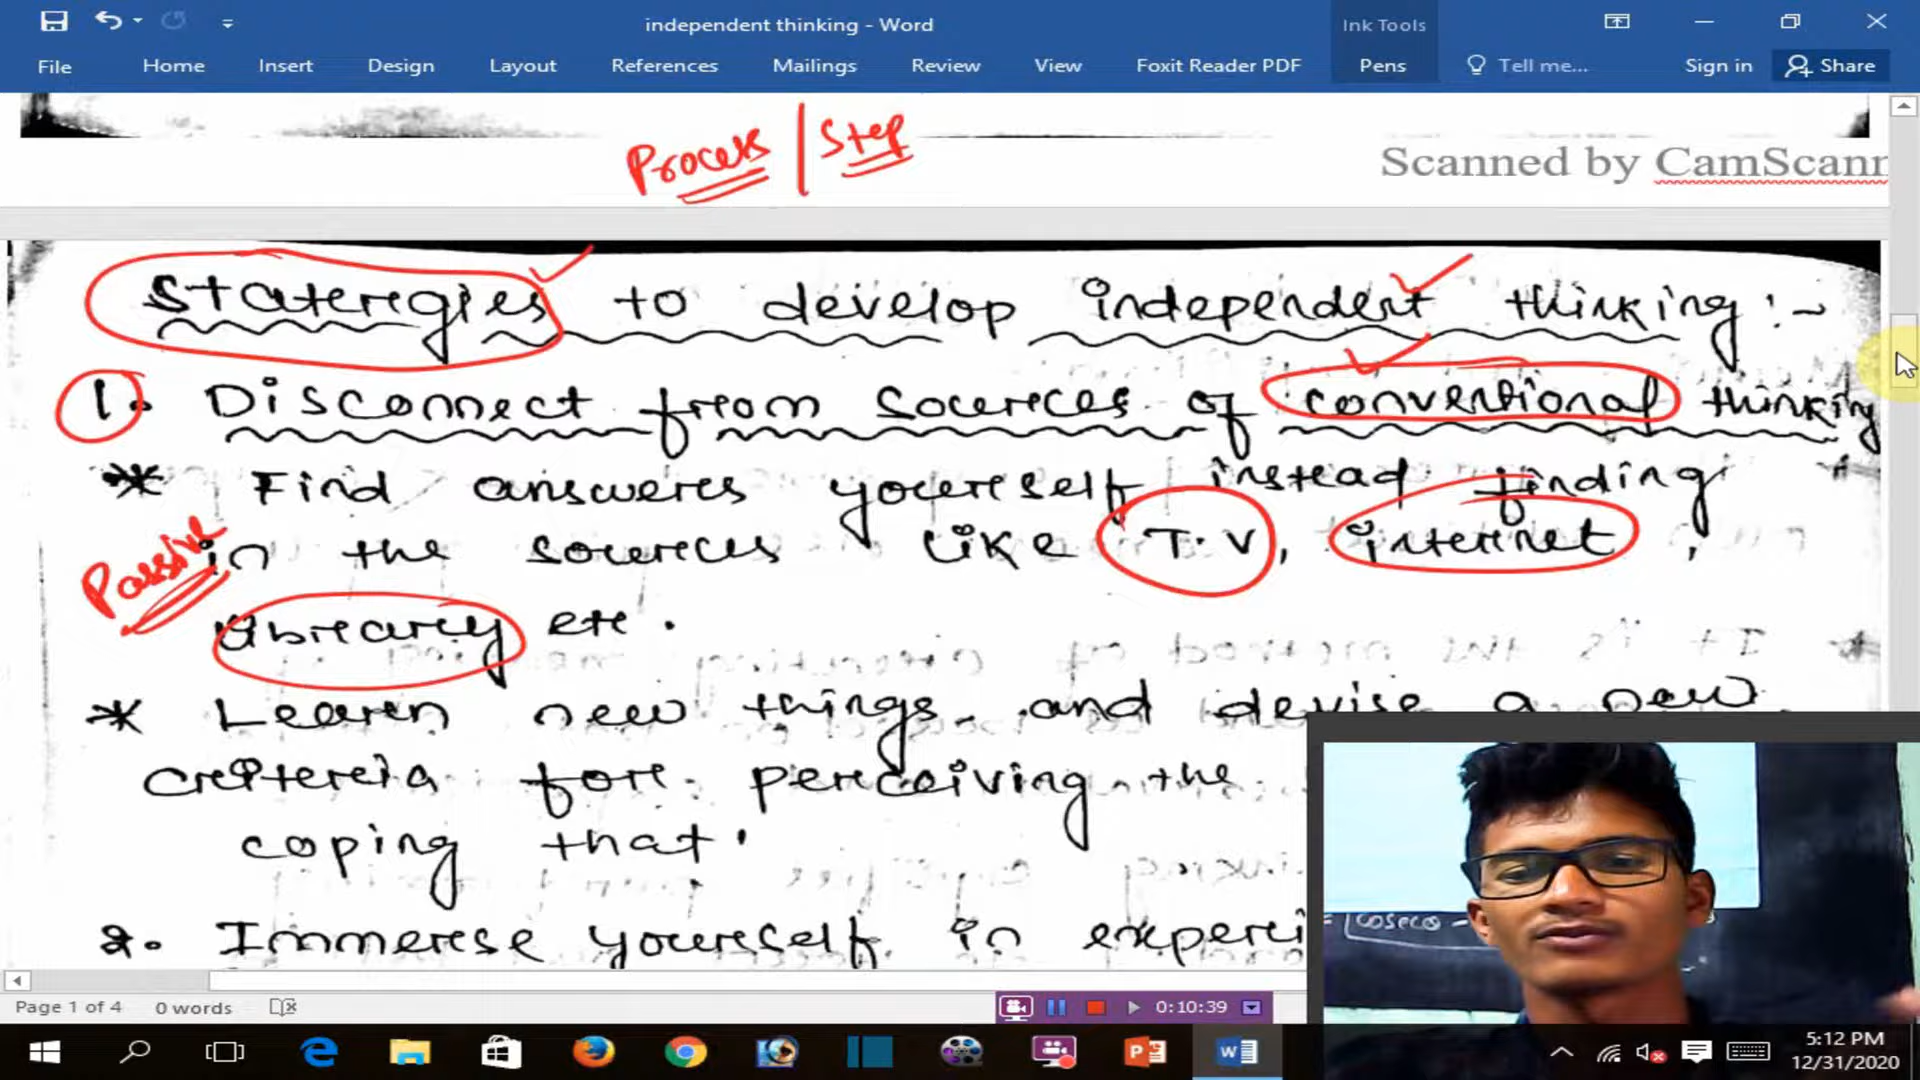 independent thinking - Word
Ink Tools
File Home Insert Design Layout References Mailings Review View Foxit Reader PDF Pens Tell me... Sign in Share
Process | Step
Scanned by CamScann
Stateregies to develop independent thinking :-
1. Disconnect from sources of conventional thinking
* Find answeres yourself instead finding
Passive
in the sources like T.V, internet,
library etc.
* Learn new things and devise a new
criteria for perceiving the
coping that
2. Immerse yourself in experi
coseco -
Page 1 of 4 0 words
0:10:39
5:12 PM
12/31/2020